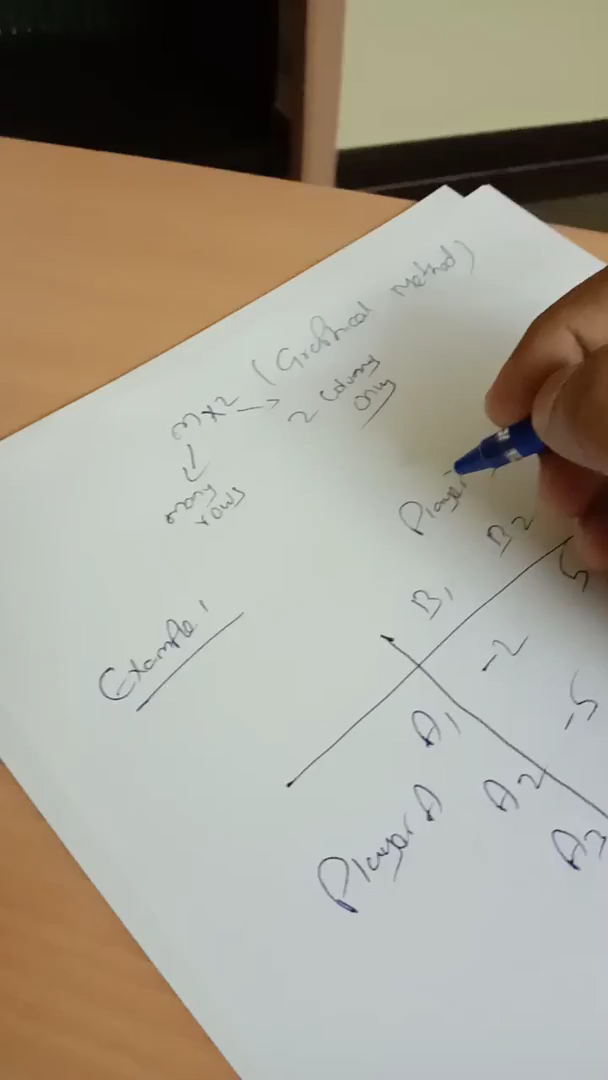 m x 2 (Graphical Method)
2 Columns
only
many
rows
Example 1
Player
B1 B2
A1 -2 5
Player A A2 -5
A3